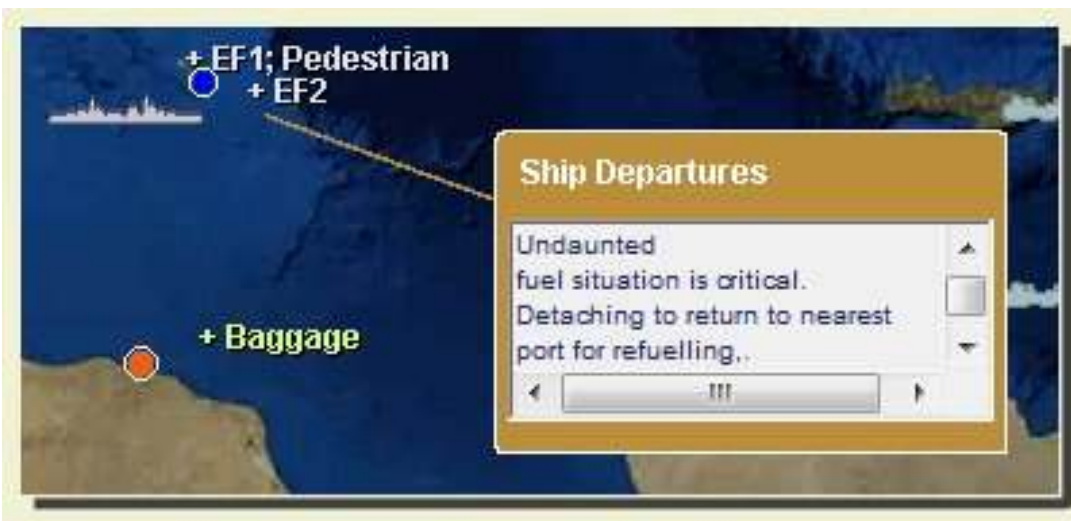 + EF1; Pedestrian
+ EF2
Ship Departures
Undaunted
fuel situation is critical.
Detaching to return to nearest
port for refuelling,.
+ Baggage